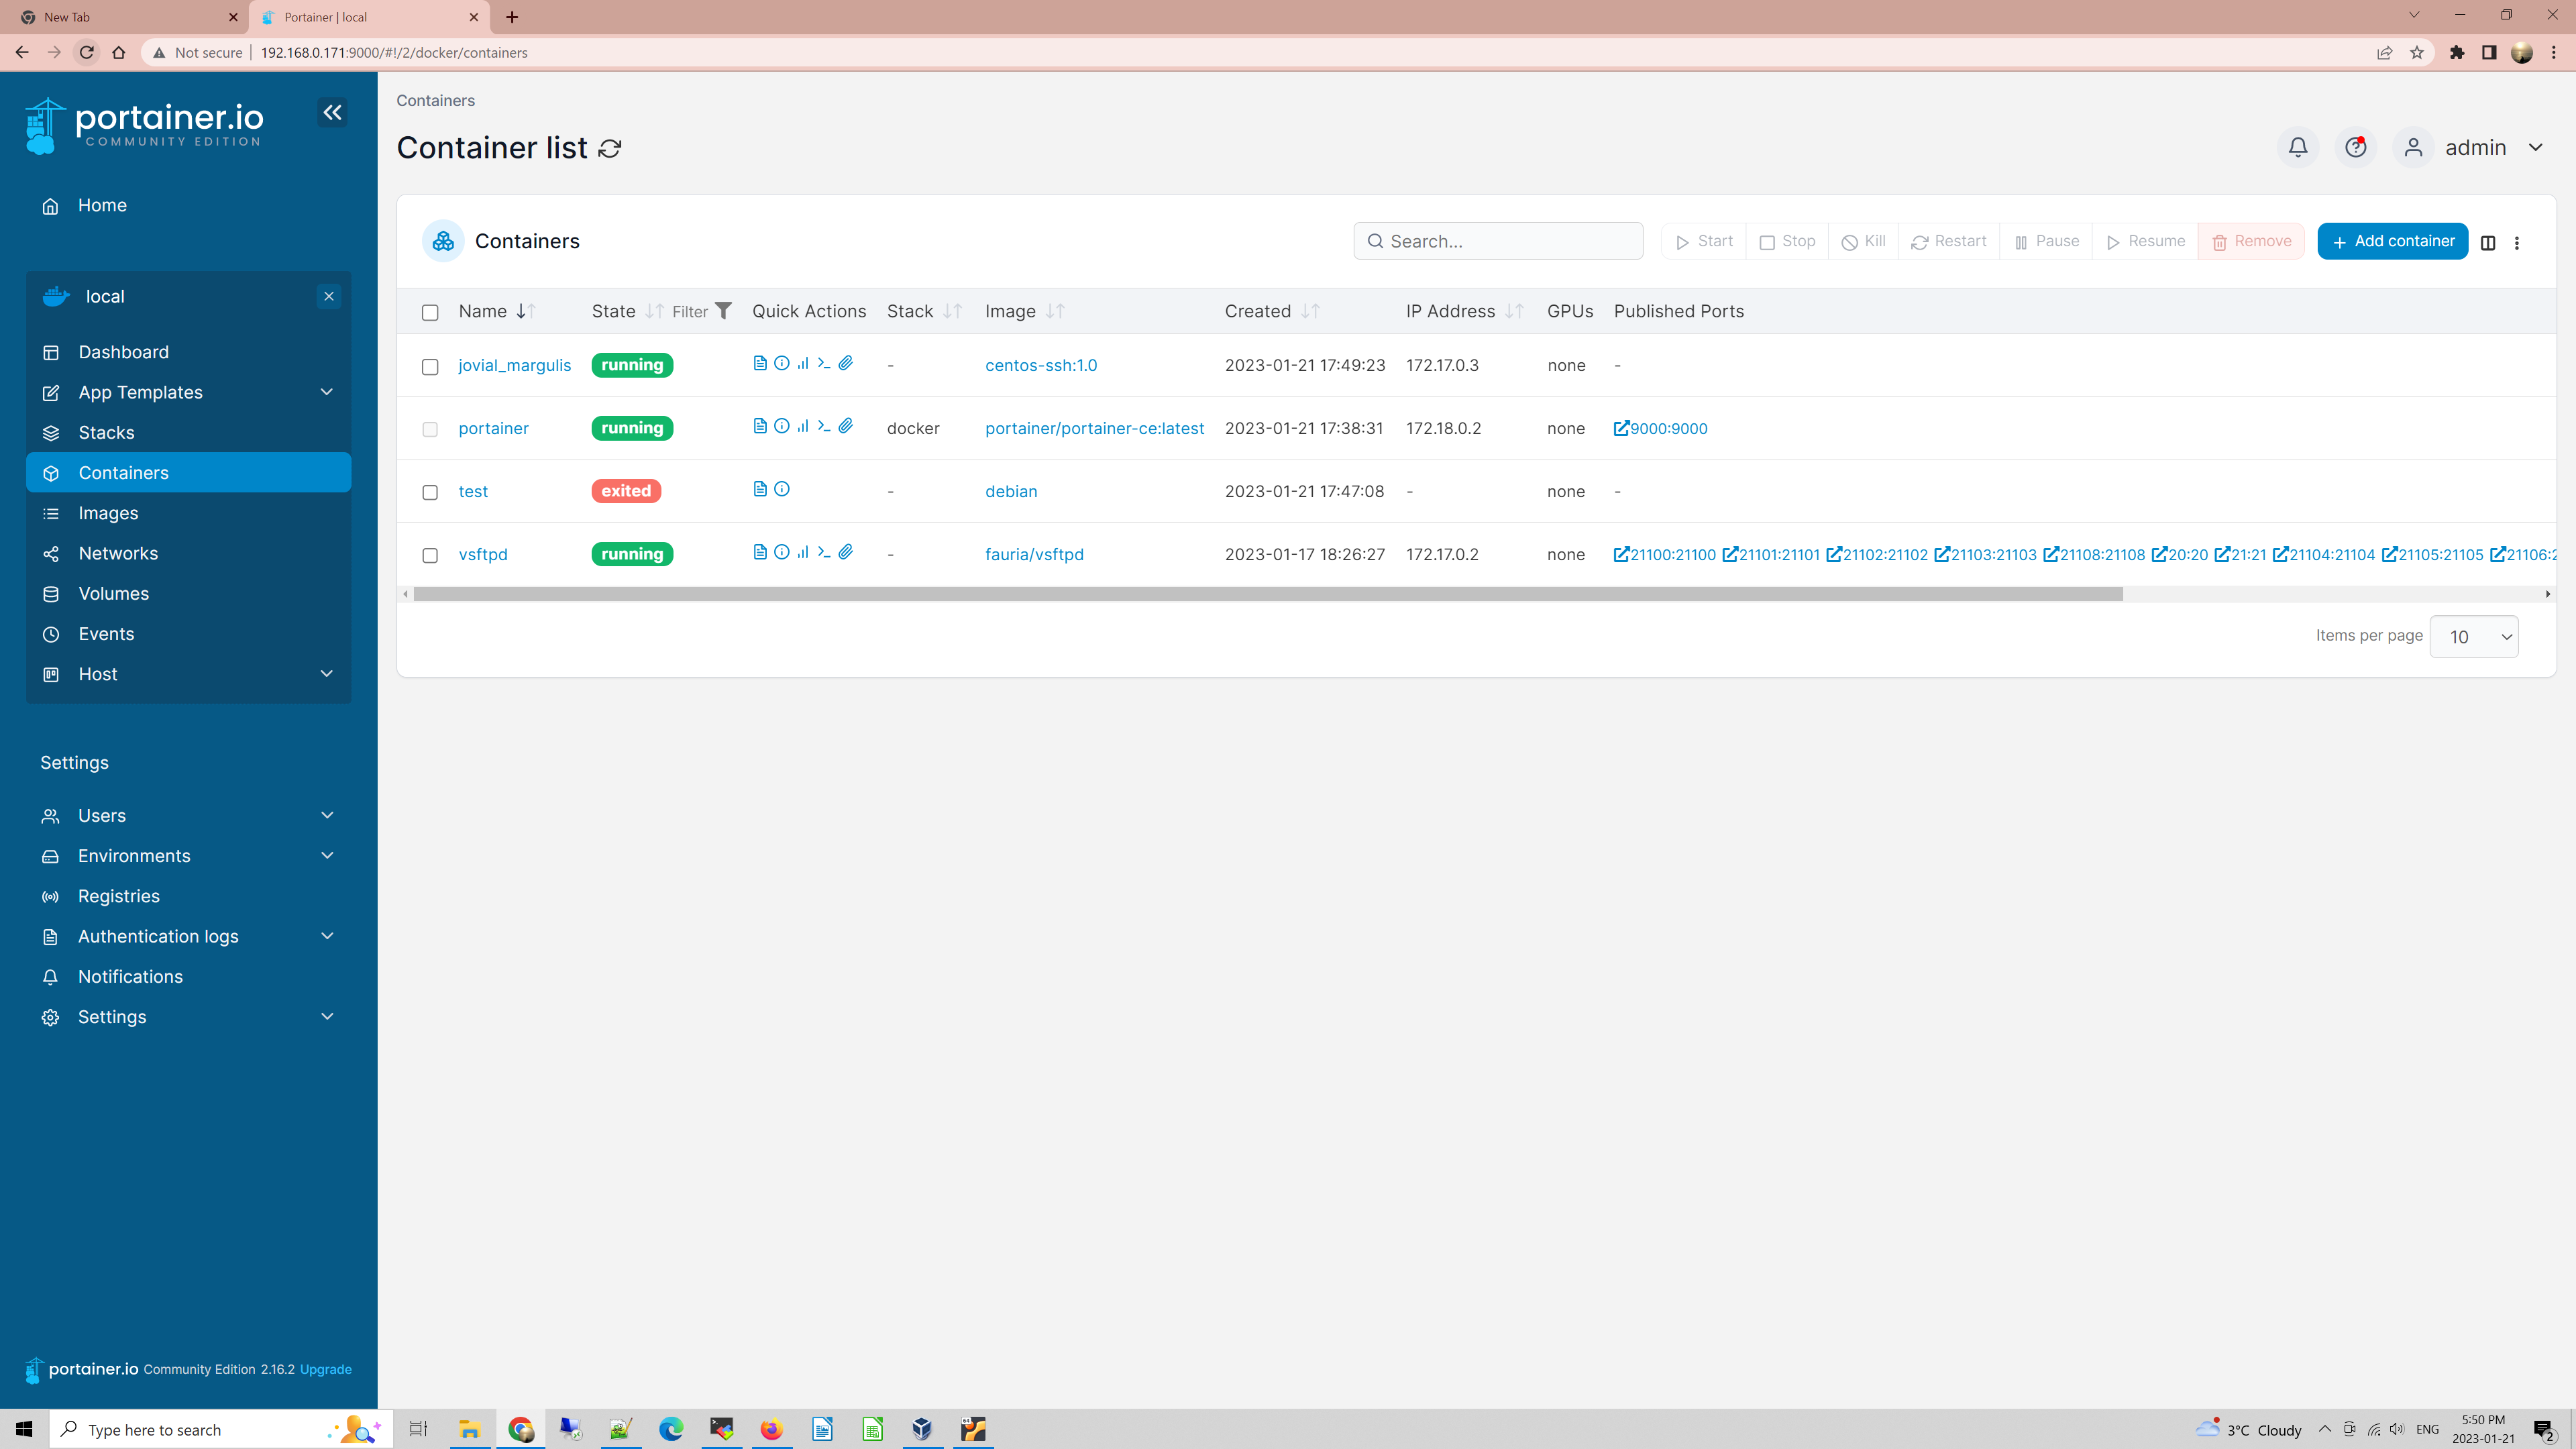 New Tab
Portainer | local
Not secure
192.168.0.171:9000/#!/2/docker/containers
portainer.io
COMMUNITY EDITION
Home
local
Dashboard
App Templates
Stacks
Containers
Images
Networks
Volumes
Events
Host
Settings
Users
Environments
Registries
Authentication logs
Notifications
Settings
portainer.io Community Edition 2.16.2 Upgrade
Containers
Container list
admin
Containers
Search...
Start Stop Kill Restart Pause Resume Remove
Add container
Name State Filter Quick Actions Stack Image Created IP Address GPUs Published Ports
jovial_margulis running - centos-ssh:1.0 2023-01-21 17:49:23 172.17.0.3 none -
portainer running docker portainer/portainer-ce:latest 2023-01-21 17:38:31 172.18.0.2 none 9000:9000
test exited - debian 2023-01-21 17:47:08 - none -
vsftpd running - fauria/vsftpd 2023-01-17 18:26:27 172.17.0.2 none 21100:21100 21101:21101 21102:21102 21103:21103 21108:21108 20:20 21:21 21104:21104 21105:21105 21106:2
Items per page 10
Type here to search
3°C Cloudy
ENG
5:50 PM
2023-01-21
2